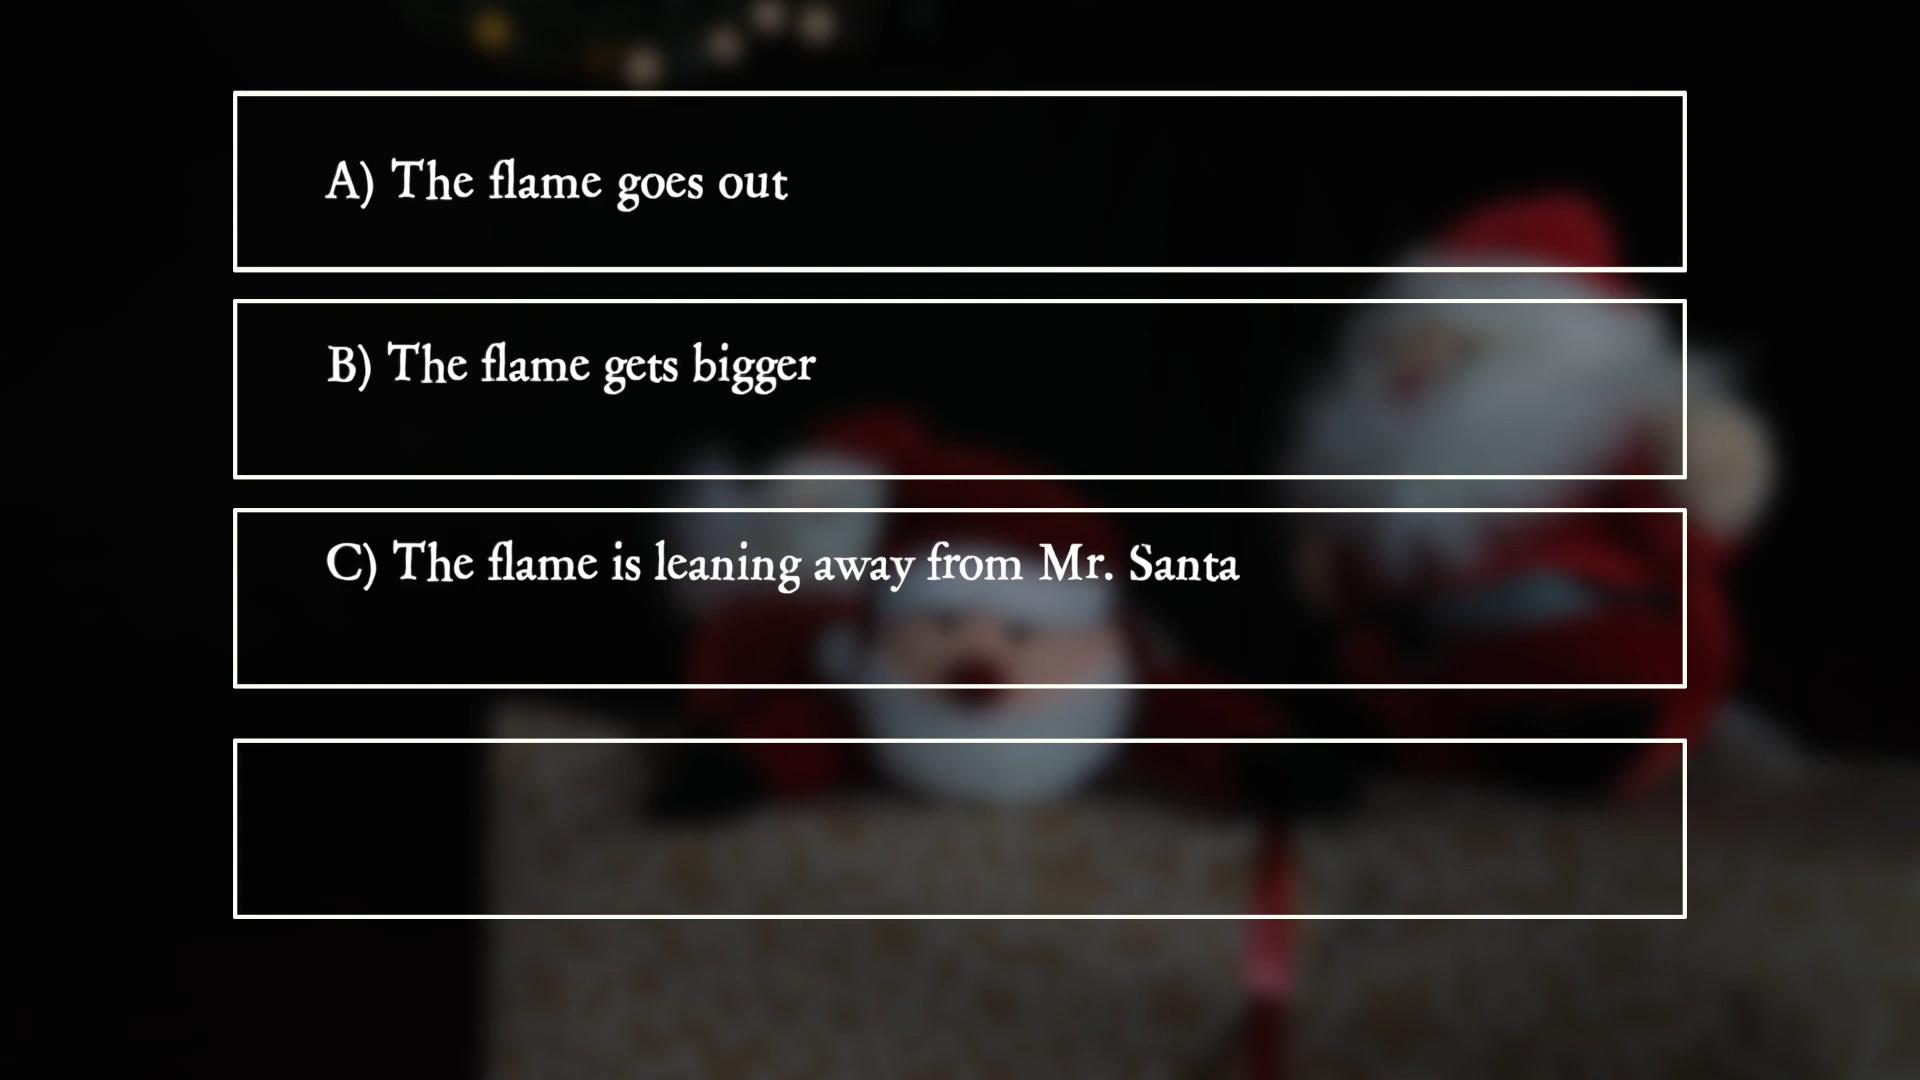 A) The flame goes out
B) The flame gets bigger
C) The flame is leaning away from Mr. Santa